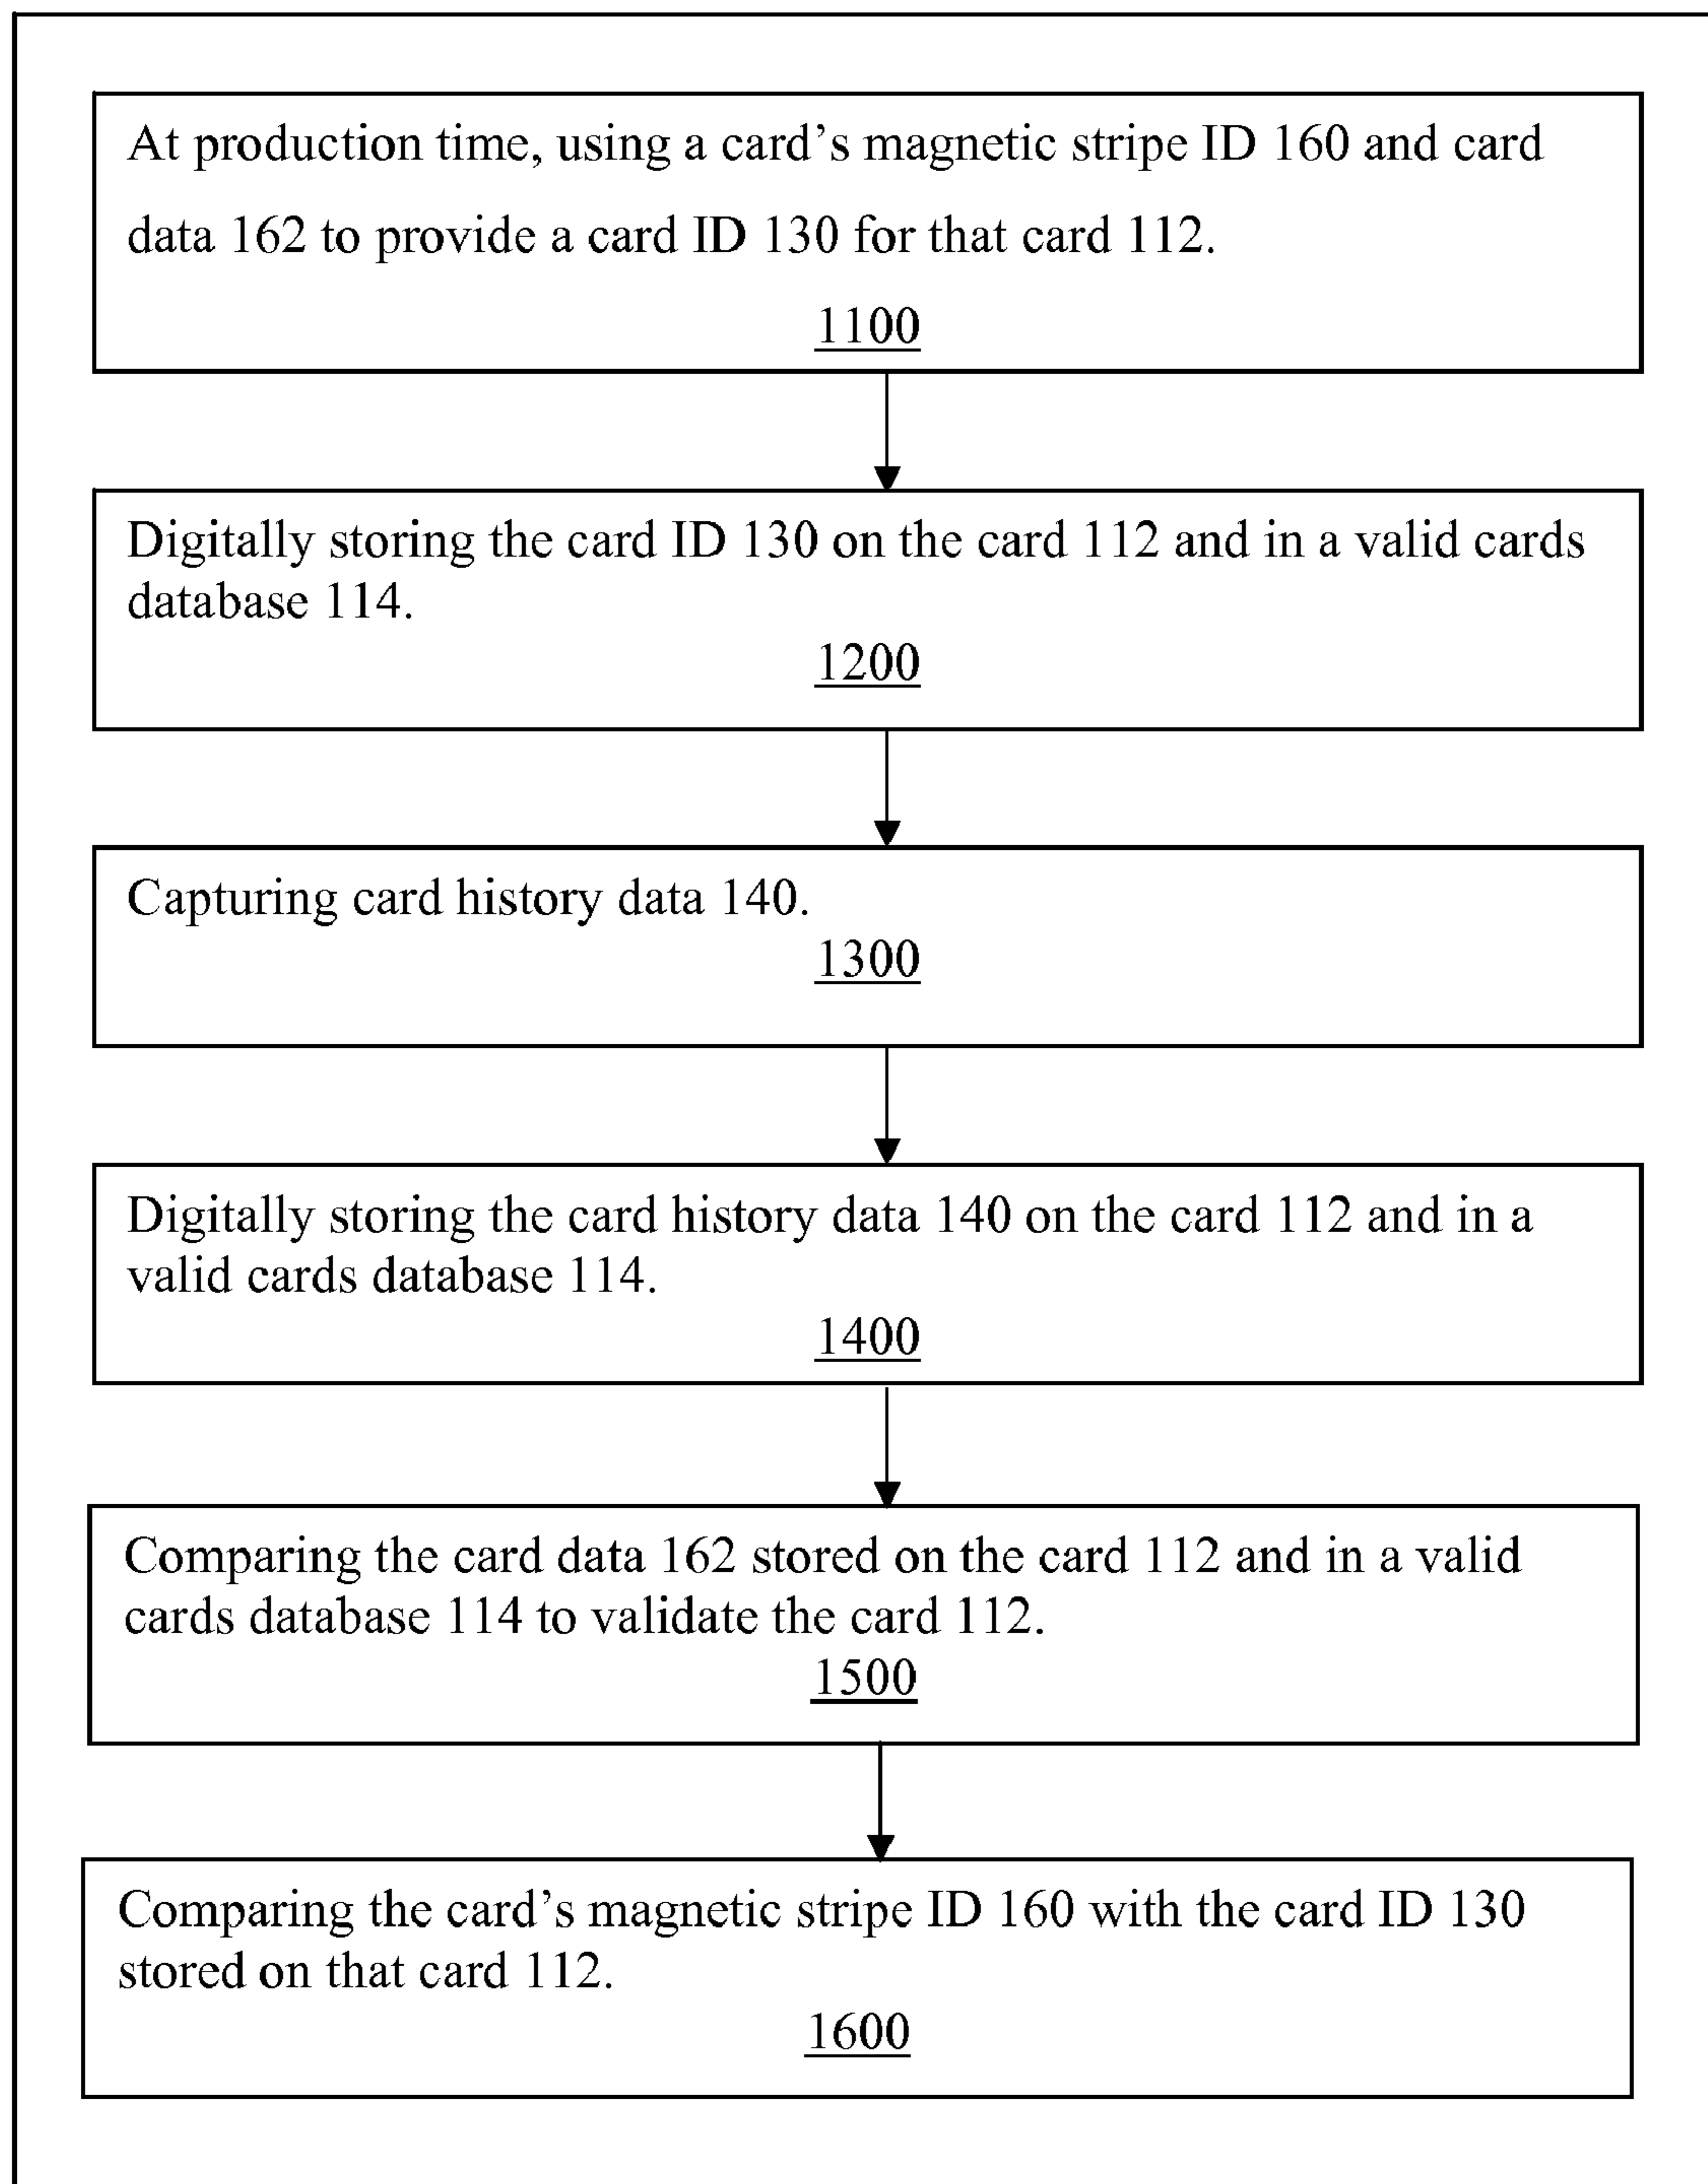 At production time, using a card’s magnetic stripe ID 160 and card
data 162 to provide a card ID 130 for that card 112.
1100
Digitally storing the card ID 130 on the card 112 and in a valid cards
database 114.
1200
Capturing card history data 140.
1300
Digitally storing the card history data 140 on the card 112 and in a
valid cards database 114.
1400
Comparing the card data 162 stored on the card 112 and in a valid
cards database 114 to validate the card 112.
1500
Comparing the card’s magnetic stripe ID 160 with the card ID 130
stored on that card 112.
1600